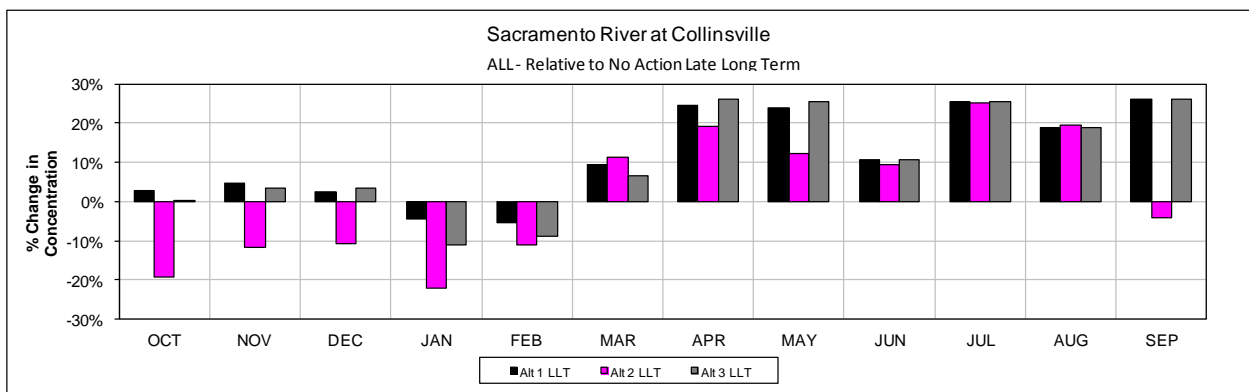 Sacramento River at Collinsville
ALL- Relative to No Action Late Long Term
% Change in
Concentration
30%
20%
10%
0%
-10%
-20%
-30%
OCT NOV DEC JAN FEB MAR APR MAY JUN JUL AUG SEP
Alt 1 LLT Alt 2 LLT Alt 3 LLT